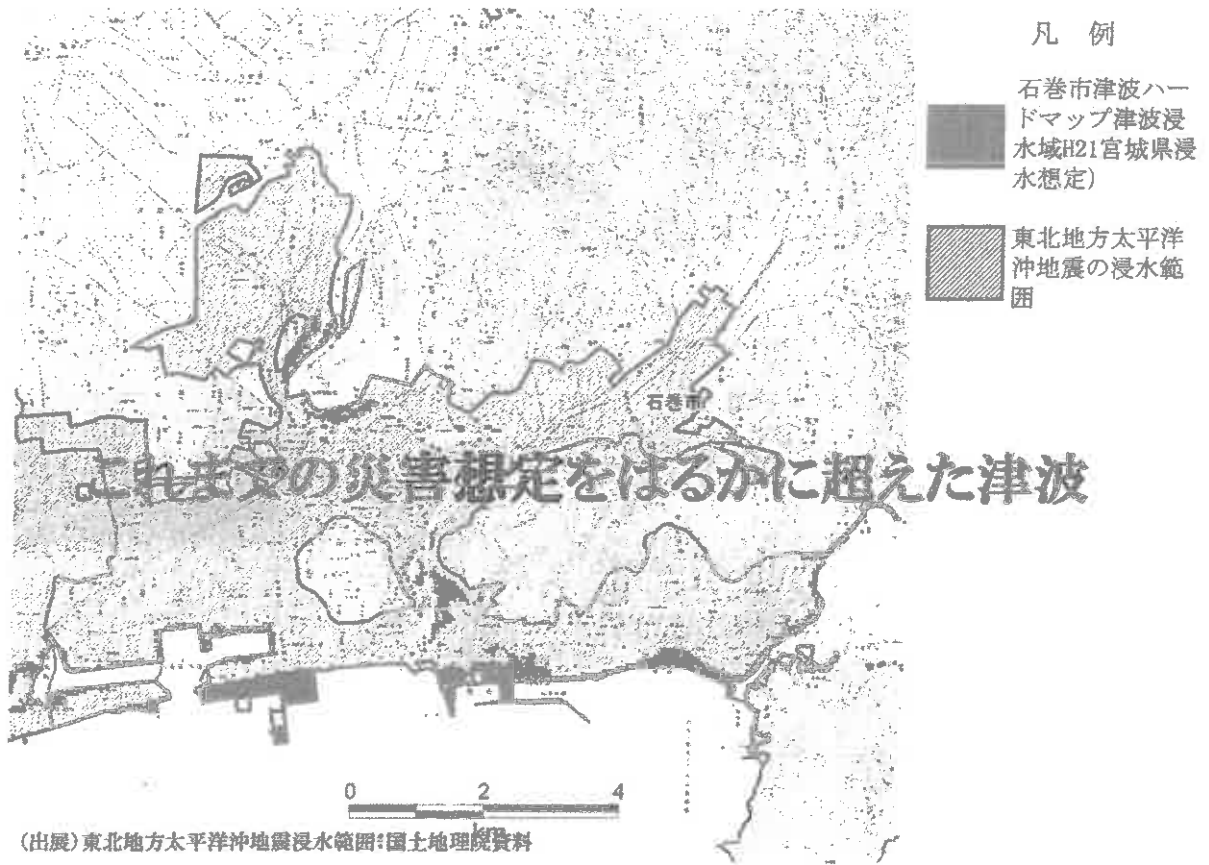 凡 例
石巻市津波ハー
ドマップ津波浸
水域H21宮城県浸
水想定)
東北地方太平洋
沖地震の浸水範
囲
石巻市
これまでの災害想定をはるかに超えた津波
0 2 4
km
(出展)東北地方太平洋沖地震浸水範囲:国土地理院資料